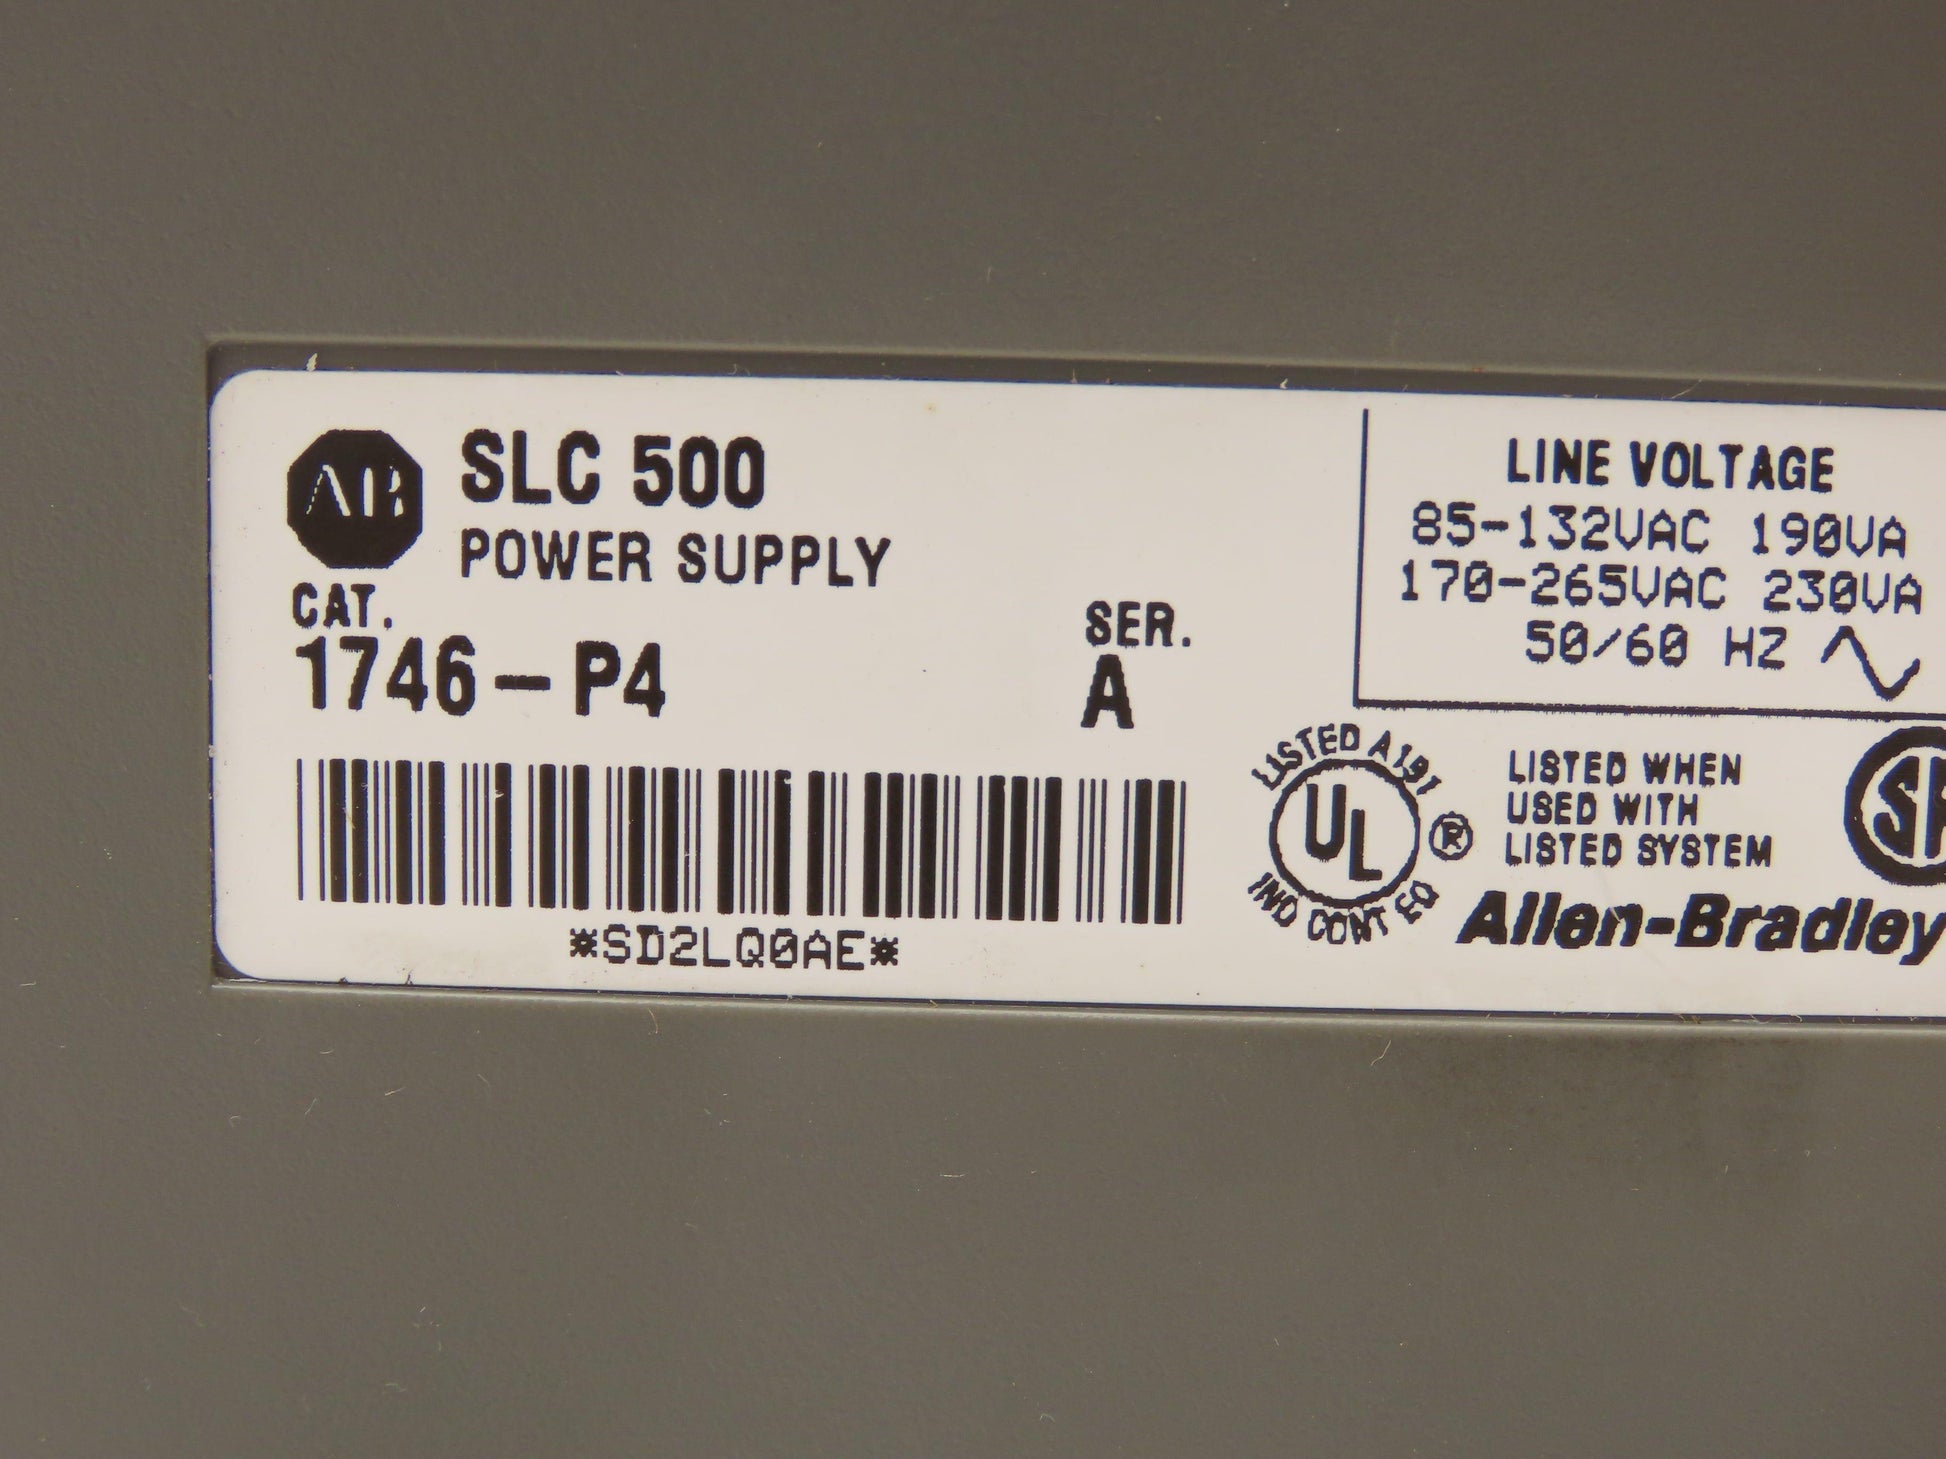 AB
SLC 500
POWER SUPPLY
CAT.
1746-P4
SER.
A
*SD2LQ0AE*
LINE VOLTAGE
85-132VAC 190VA
170-265VAC 230VA
50/60 HZ
LISTED A191
UL
®
IND CONT EQ
LISTED WHEN
USED WITH
LISTED SYSTEM
Allen-Bradley